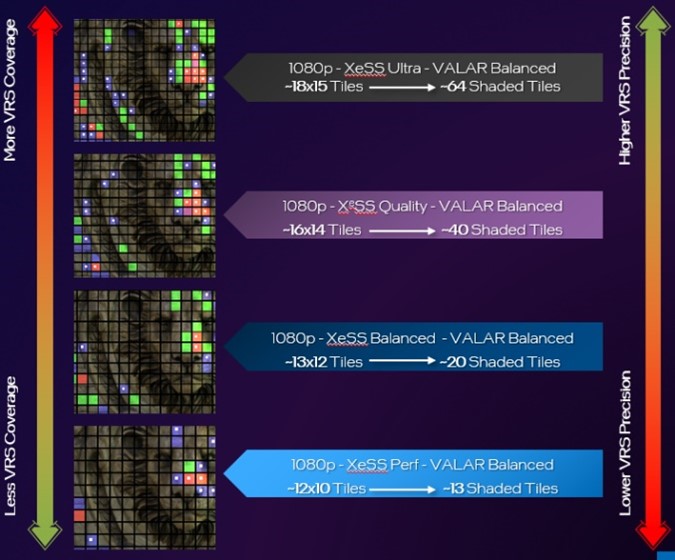 More VRS Coverage
Higher VRS Precision
1080p - XeSS Ultra - VALAR Balanced
~18x15 Tiles ~64 Shaded Tiles
1080p - XeSS Quality - VALAR Balanced
~16x14 Tiles ~40 Shaded Tiles
1080p - XeSS Balanced - VALAR Balanced
~13x12 Tiles ~20 Shaded Tiles
Less VRS Coverage
Lower VRS Precision
1080p - XeSS Perf - VALAR Balanced
~12x10 Tiles ~13 Shaded Tiles